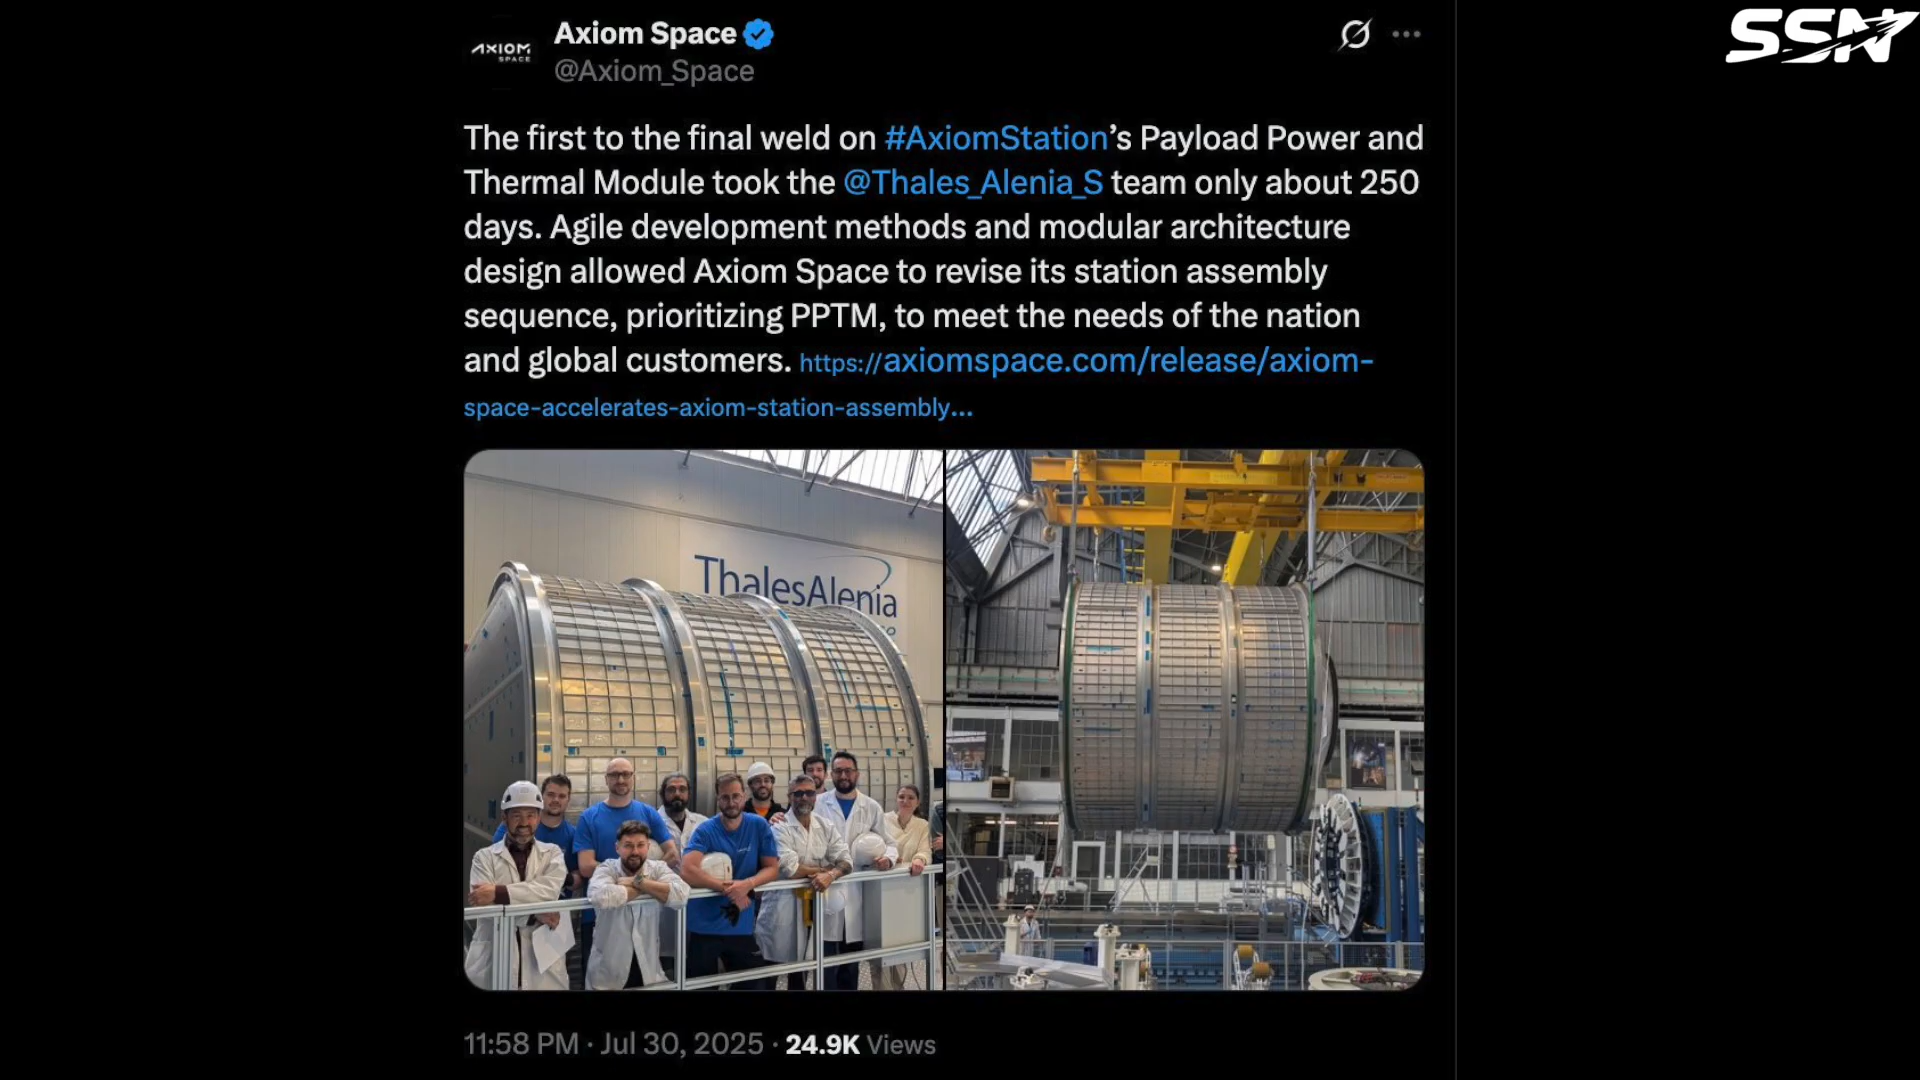 AXIOM
SPACE
Axiom Space
@Axiom_Space
SSN
The first to the final weld on #AxiomStation’s Payload Power and
Thermal Module took the @Thales_Alenia_S team only about 250
days. Agile development methods and modular architecture
design allowed Axiom Space to revise its station assembly
sequence, prioritizing PPTM, to meet the needs of the nation
and global customers. https://axiomspace.com/release/axiom-
space-accelerates-axiom-station-assembly...
ThalesAlenia
11:58 PM · Jul 30, 2025 · 24.9K Views